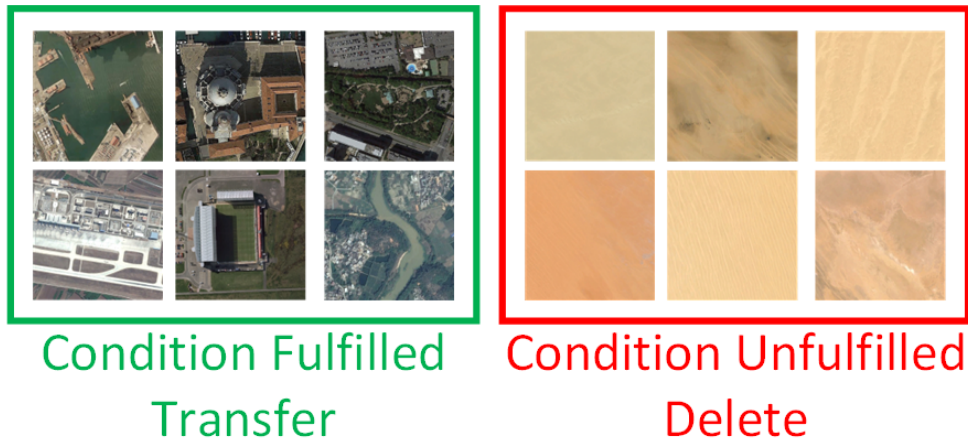 Condition Fulfilled
Transfer
Condition Unfulfilled
Delete